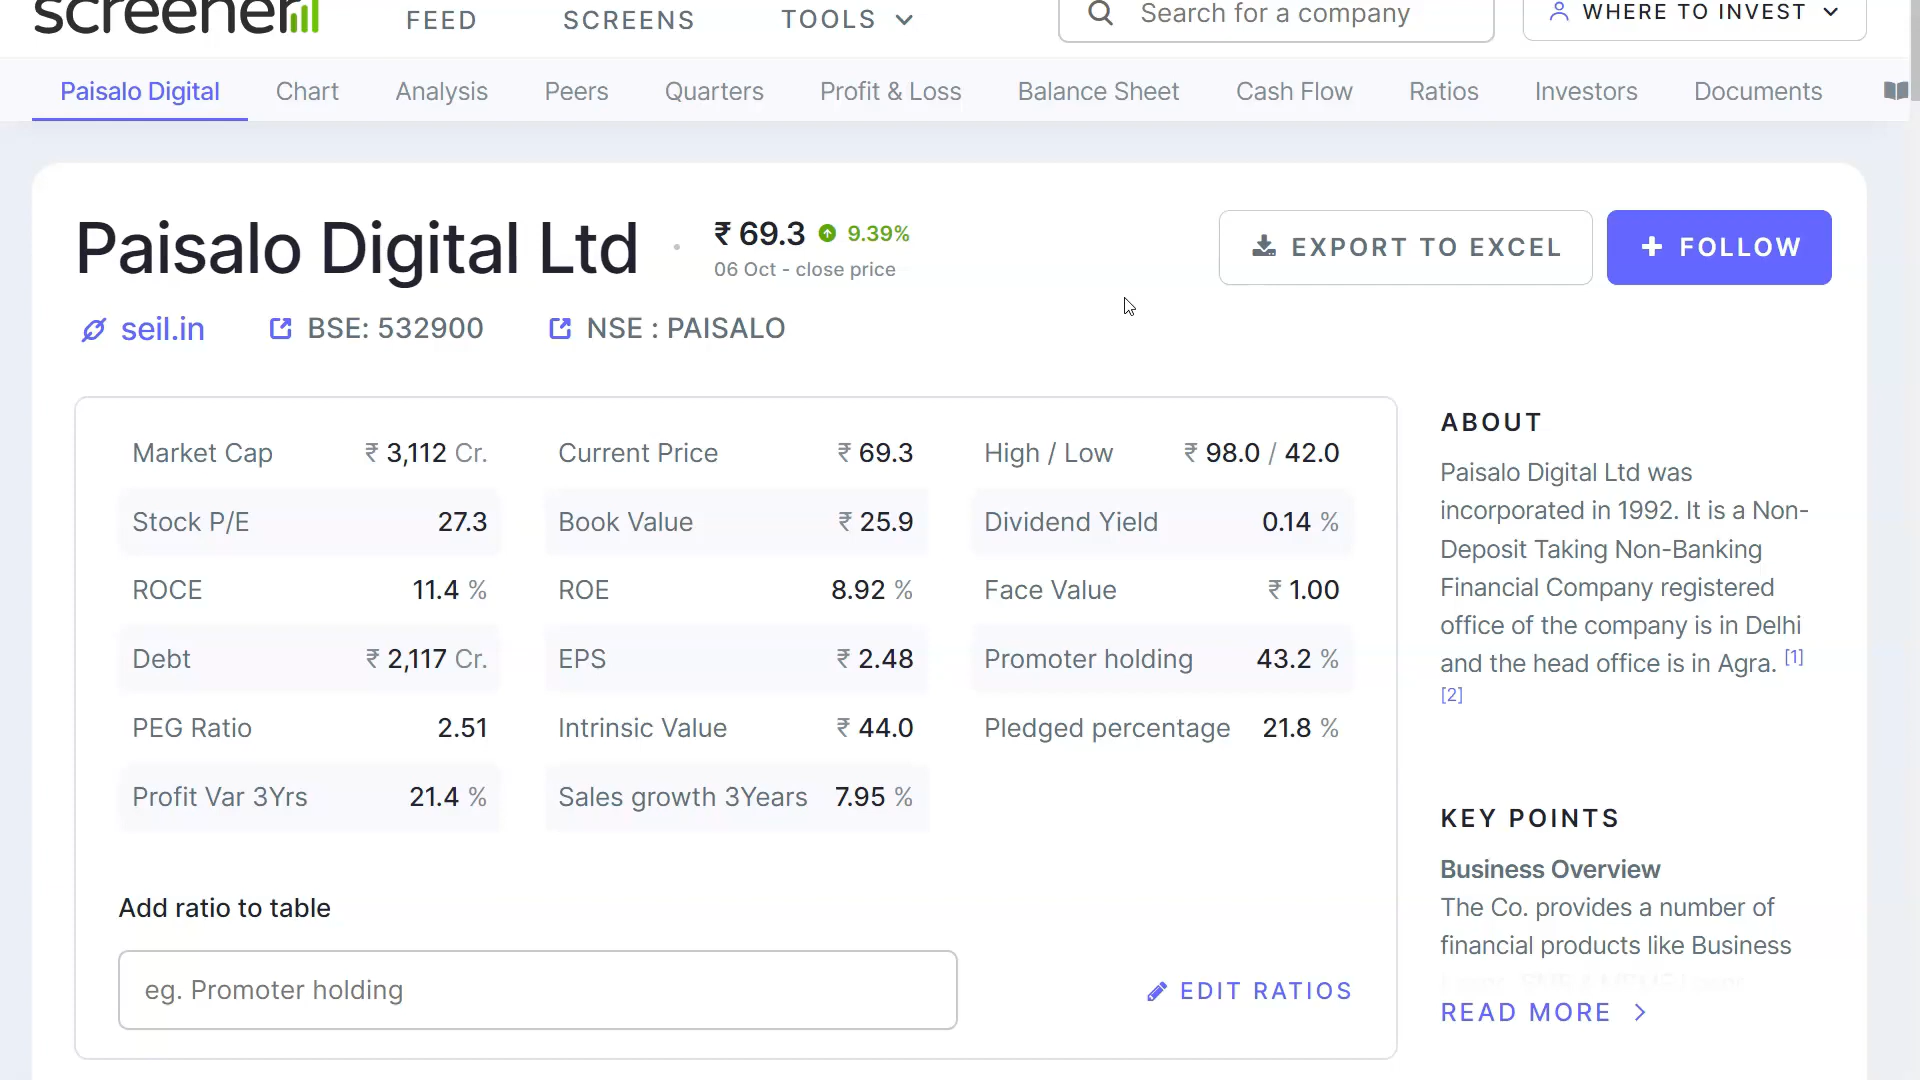 screener
FEED
SCREENS
TOOLS
Search for a company
WHERE TO INVEST
Paisalo Digital
Chart
Analysis
Peers
Quarters
Profit & Loss
Balance Sheet
Cash Flow
Ratios
Investors
Documents
Paisalo Digital Ltd
₹ 69.3 9.39%
06 Oct - close price
EXPORT TO EXCEL
+ FOLLOW
seil.in
BSE: 532900
NSE : PAISALO
Market Cap ₹ 3,112 Cr.
Current Price ₹ 69.3
High / Low ₹ 98.0 / 42.0
Stock P/E 27.3
Book Value ₹ 25.9
Dividend Yield 0.14 %
ROCE 11.4 %
ROE 8.92 %
Face Value ₹ 1.00
Debt ₹ 2,117 Cr.
EPS ₹ 2.48
Promoter holding 43.2 %
PEG Ratio 2.51
Intrinsic Value ₹ 44.0
Pledged percentage 21.8 %
Profit Var 3Yrs 21.4 %
Sales growth 3Years 7.95 %
Add ratio to table
eg. Promoter holding
EDIT RATIOS
ABOUT
Paisalo Digital Ltd was
incorporated in 1992. It is a Non-
Deposit Taking Non-Banking
Financial Company registered
office of the company is in Delhi
and the head office is in Agra. [1]
[2]
KEY POINTS
Business Overview
The Co. provides a number of
financial products like Business
READ MORE